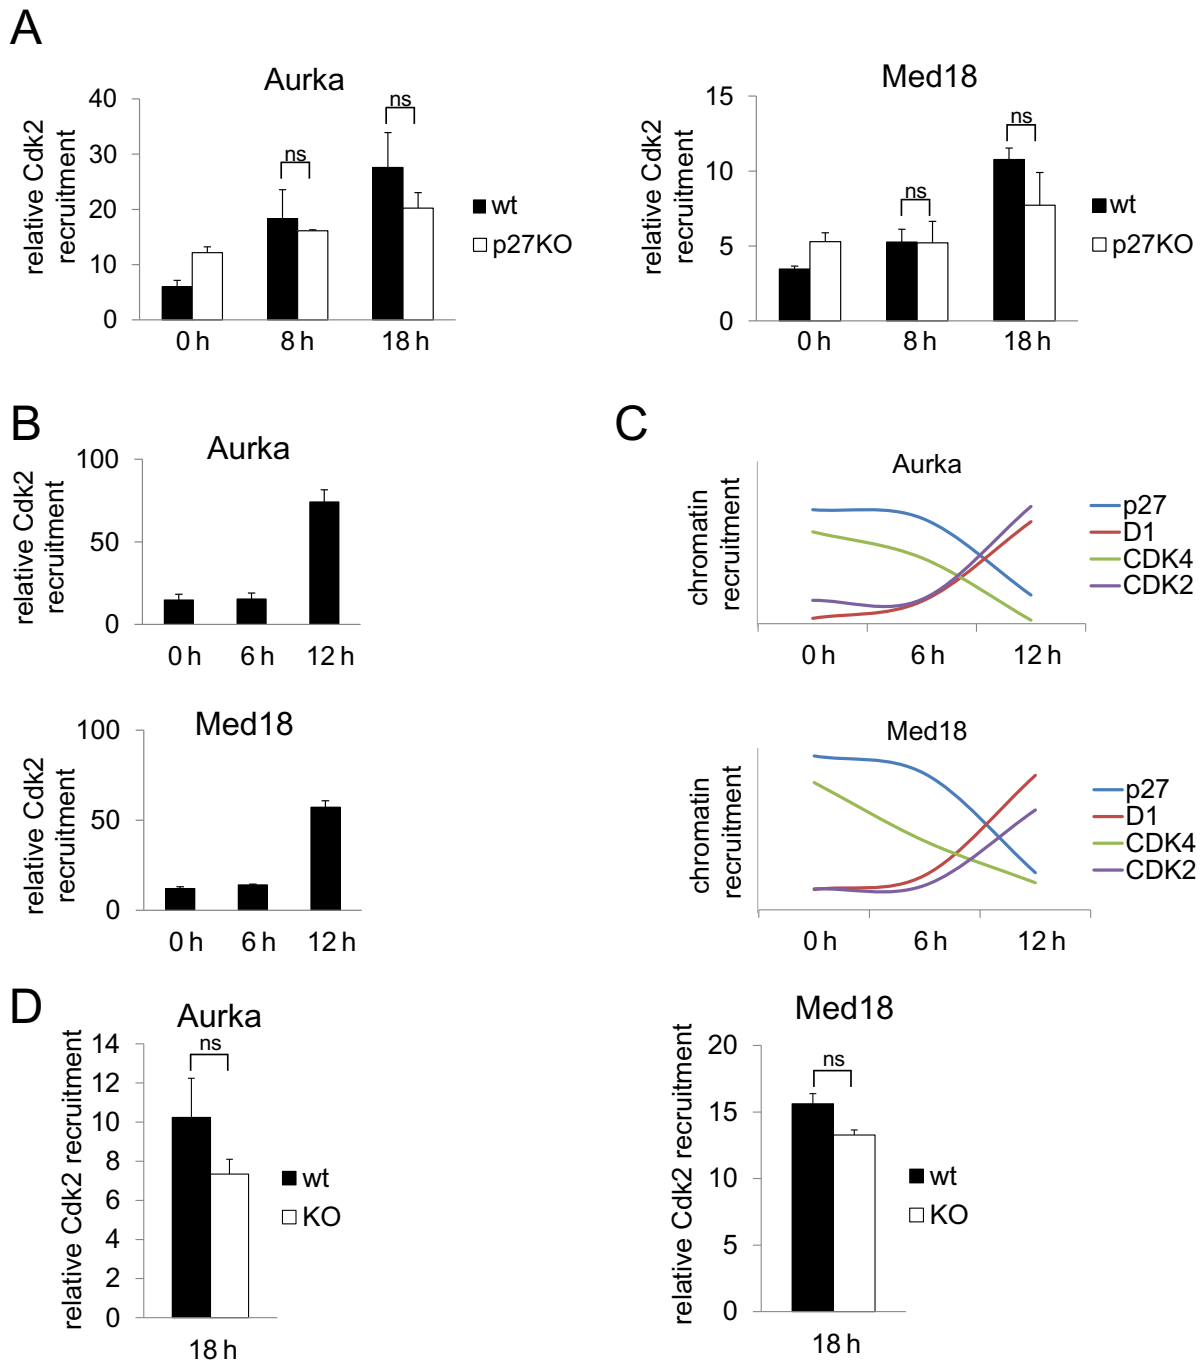 A
Aurka
relative Cdk2
recruitment
40
30
20
10
0
ns
ns
0 h
8 h
18 h
wt
p27KO
Med18
relative Cdk2
recruitment
15
10
5
0
ns
ns
0 h
8 h
18 h
wt
p27KO
B
Aurka
relative Cdk2
recruitment
100
50
0
0 h
6 h
12 h
Med18
relative Cdk2
recruitment
100
50
0
0 h
6 h
12 h
C
Aurka
chromatin
recruitment
0 h
6 h
12 h
p27
D1
CDK4
CDK2
Med18
chromatin
recruitment
0 h
6 h
12 h
p27
D1
CDK4
CDK2
D
Aurka
relative Cdk2 recruitment
14
12
10
8
6
4
2
0
ns
18 h
wt
KO
Med18
relative Cdk2 recruitment
20
15
10
5
0
ns
18 h
wt
KO